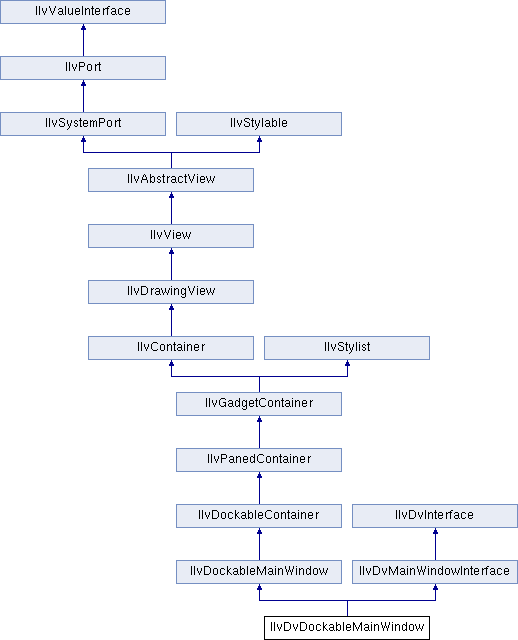 IlvValueInterface
IlvPort
IlvSystemPort
IlvStylable
IlvAbstractView
IlvView
IlvDrawingView
IlvContainer
IlvStylist
IlvGadgetContainer
IlvPanedContainer
IlvDockableContainer
IlvDvInterface
IlvDockableMainWindow
IlvDvMainWindowInterface
IlvDvDockableMainWindow